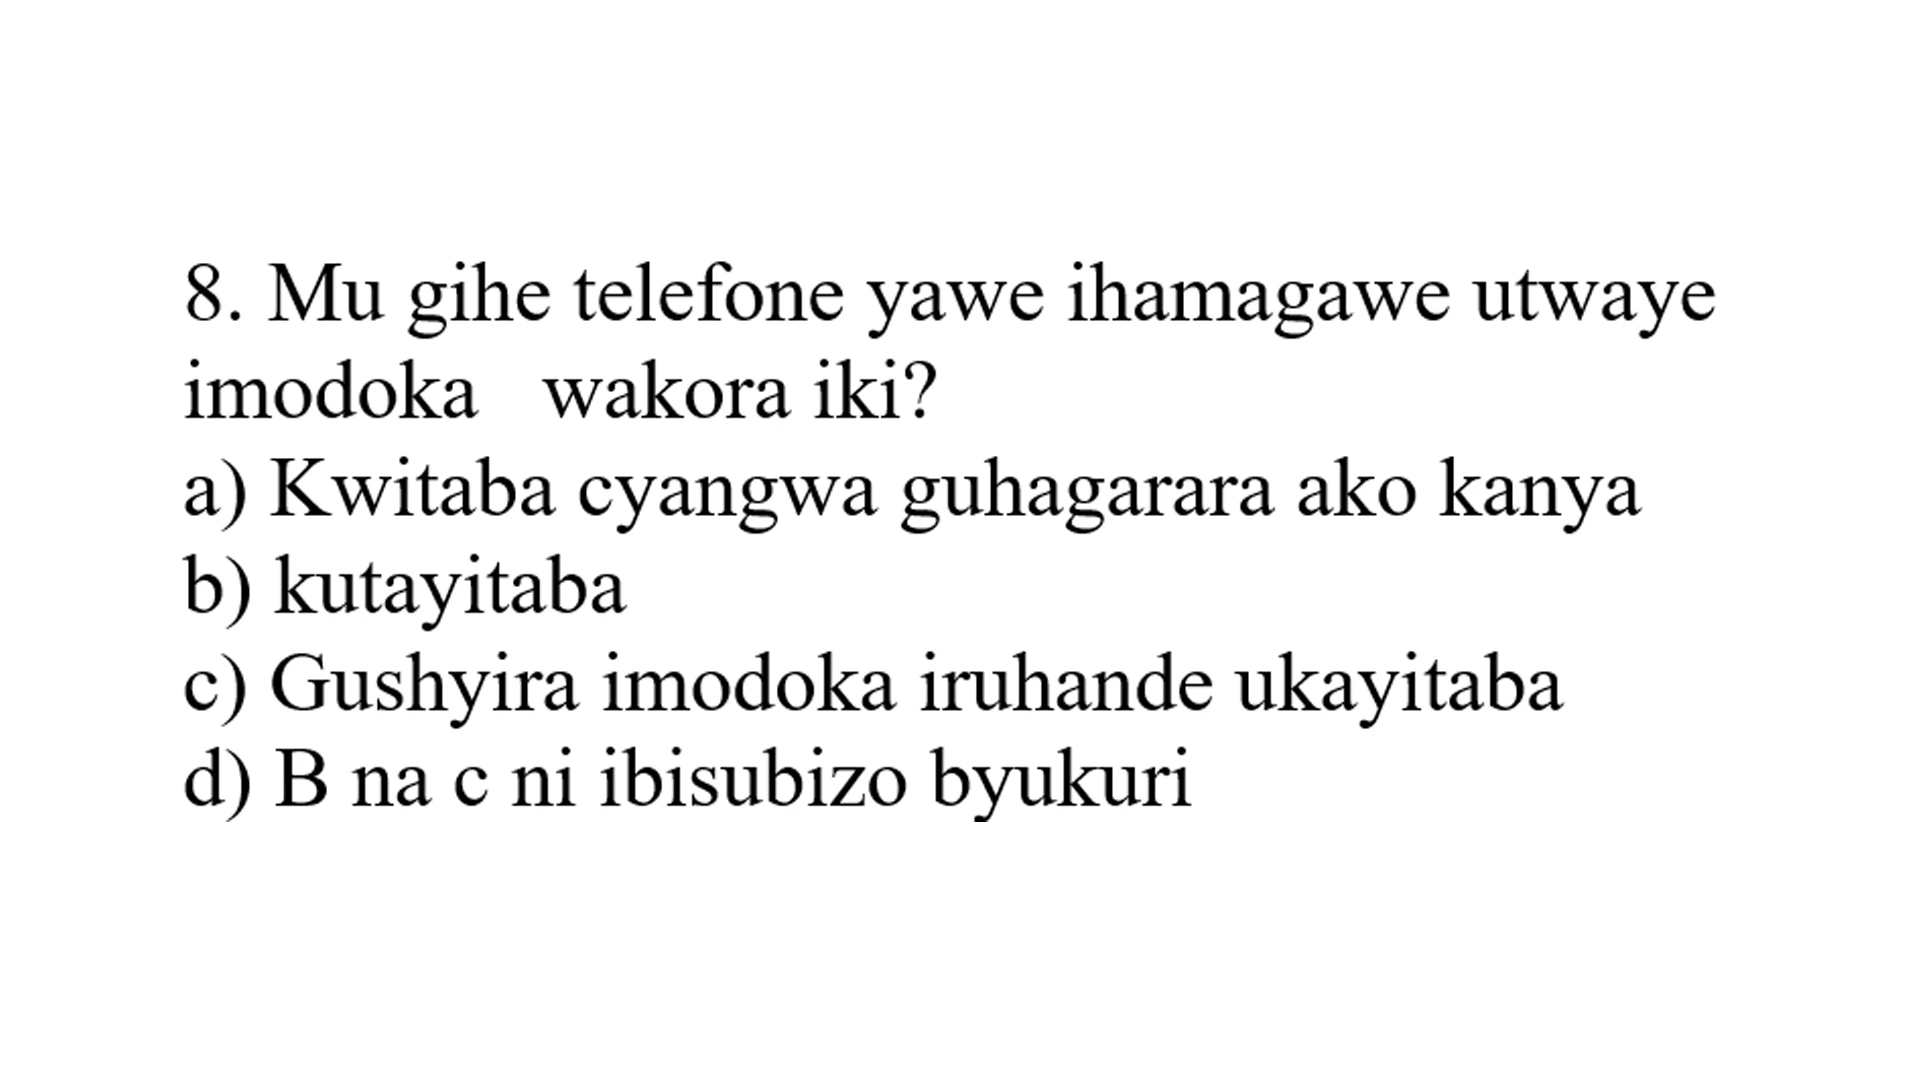 8. Mu gihe telefone yawe ihamagawe utwaye
imodoka   wakora iki?
a) Kwitaba cyangwa guhagarara ako kanya
b) kutayitaba
c) Gushyira imodoka iruhande ukayitaba
d) B na c ni ibisubizo byukuri